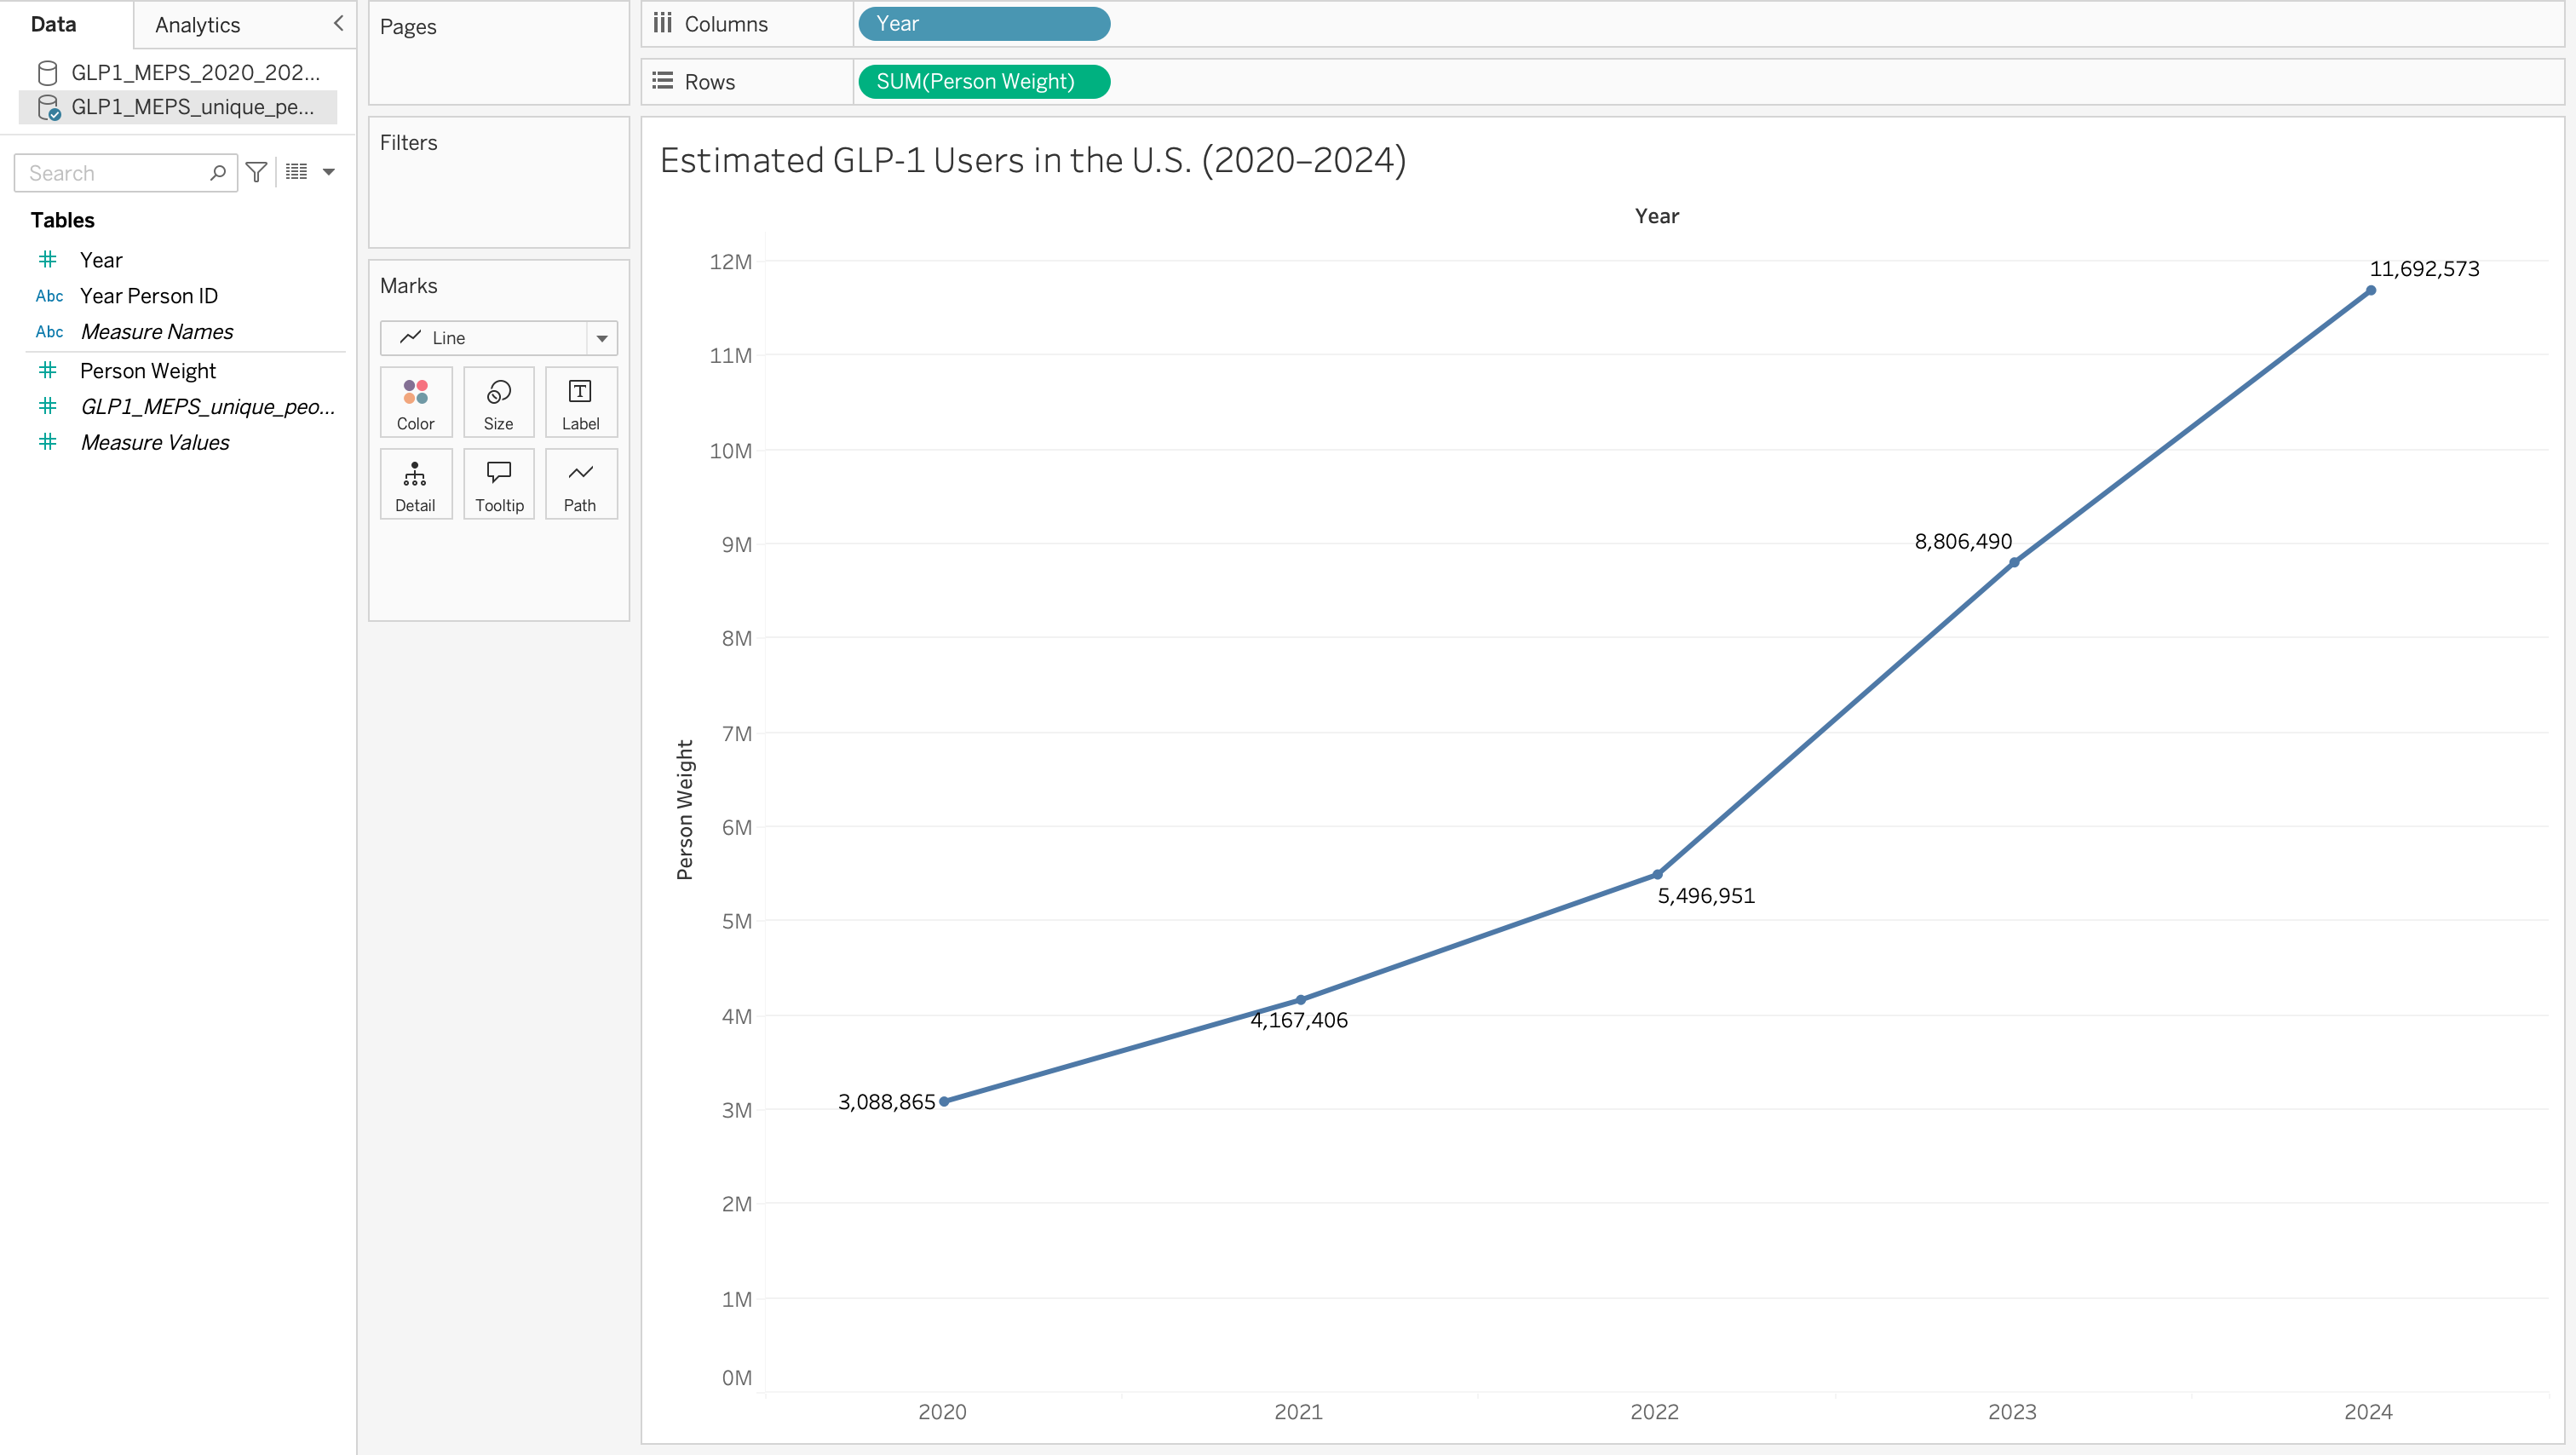 Data
Analytics
GLP1_MEPS_2020_202...
GLP1_MEPS_unique_pe...
Search
Tables
Year
Abc Year Person ID
Abc Measure Names
Person Weight
GLP1_MEPS_unique_peo...
Measure Values
Pages
Filters
Marks
Line
Color Size Label
Detail Tooltip Path
Columns Year
Rows SUM(Person Weight)
Estimated GLP-1 Users in the U.S. (2020–2024)
Year
Person Weight
12M
11M
10M
9M
8M
7M
6M
5M
4M
3M
2M
1M
0M
3,088,865
4,167,406
5,496,951
8,806,490
11,692,573
2020 2021 2022 2023 2024